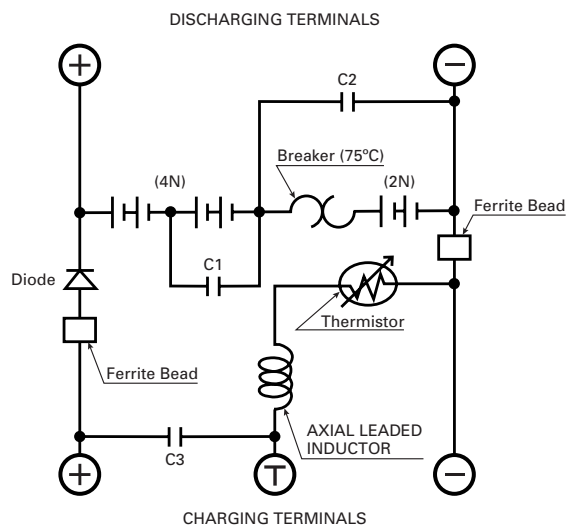 DISCHARGING TERMINALS
+
−
C2
Breaker (75°C)
(4N)
(2N)
Ferrite Bead
C1
Diode
Thermistor
Ferrite Bead
AXIAL LEADED
INDUCTOR
C3
+
T
−
CHARGING TERMINALS